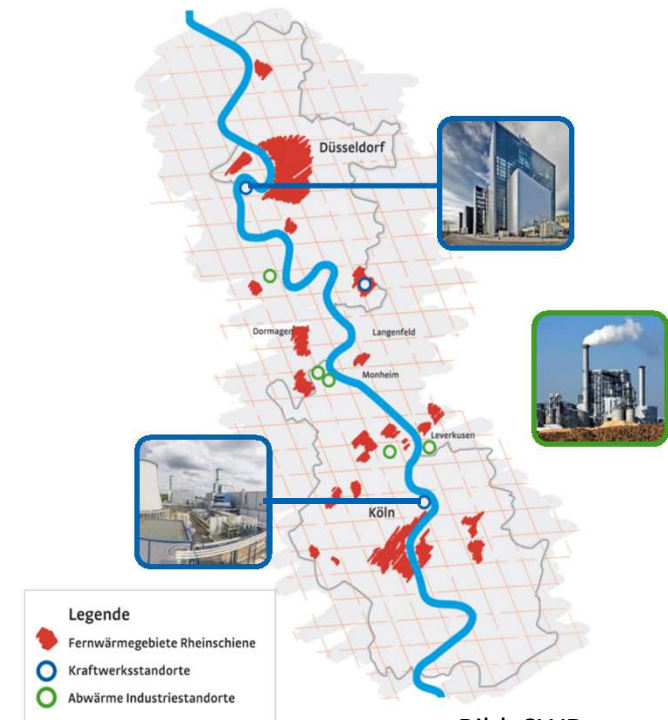 Düsseldorf
Dormagen
Langenfeld
Monheim
Leverkusen
Köln
Legende
Fernwärmegebiete Rheinschiene
Kraftwerksstandorte
Abwärme Industriestandorte